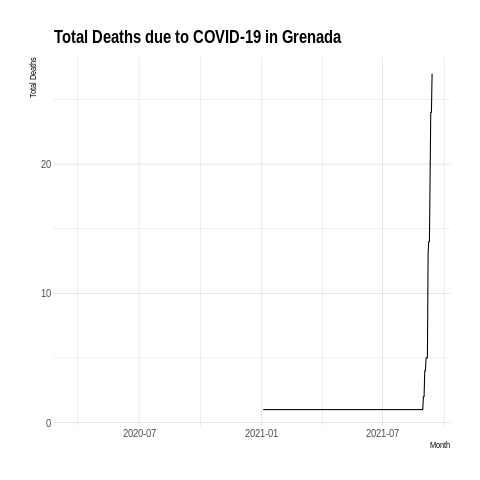 Total Deaths due to COVID-19 in Grenada
Total Deaths
20
10
0
2020-07
2021-01
2021-07
Month